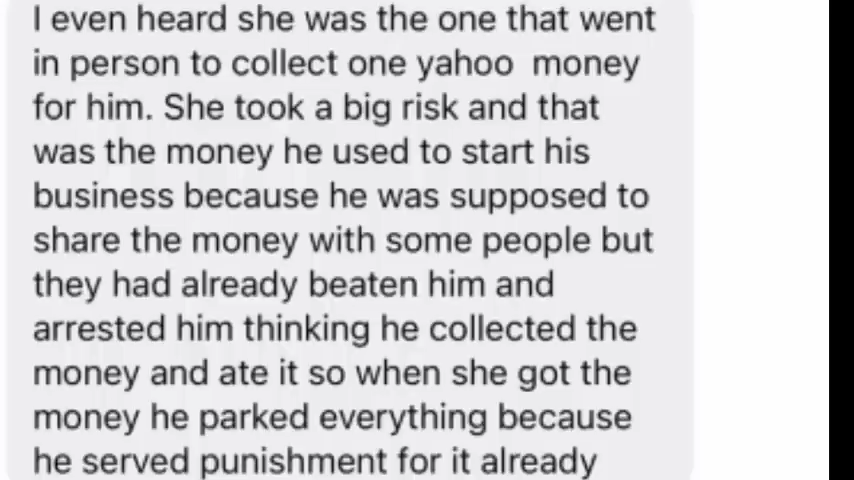 I even heard she was the one that went
in person to collect one yahoo  money
for him. She took a big risk and that
was the money he used to start his
business because he was supposed to
share the money with some people but
they had already beaten him and
arrested him thinking he collected the
money and ate it so when she got the
money he parked everything because
he served punishment for it already